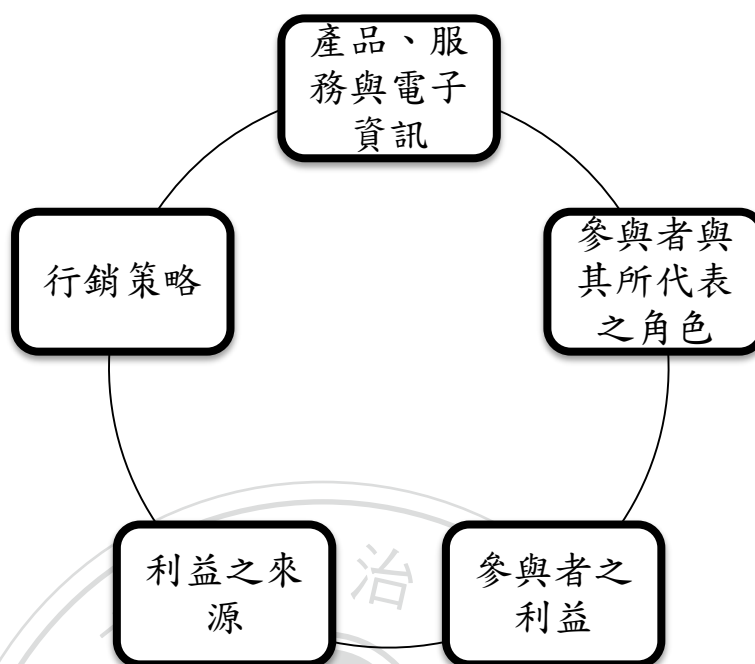 產品、服
務與電子
資訊
行銷策略
參與者與
其所代表
之角色
利益之來
源
參與者之
利益
治